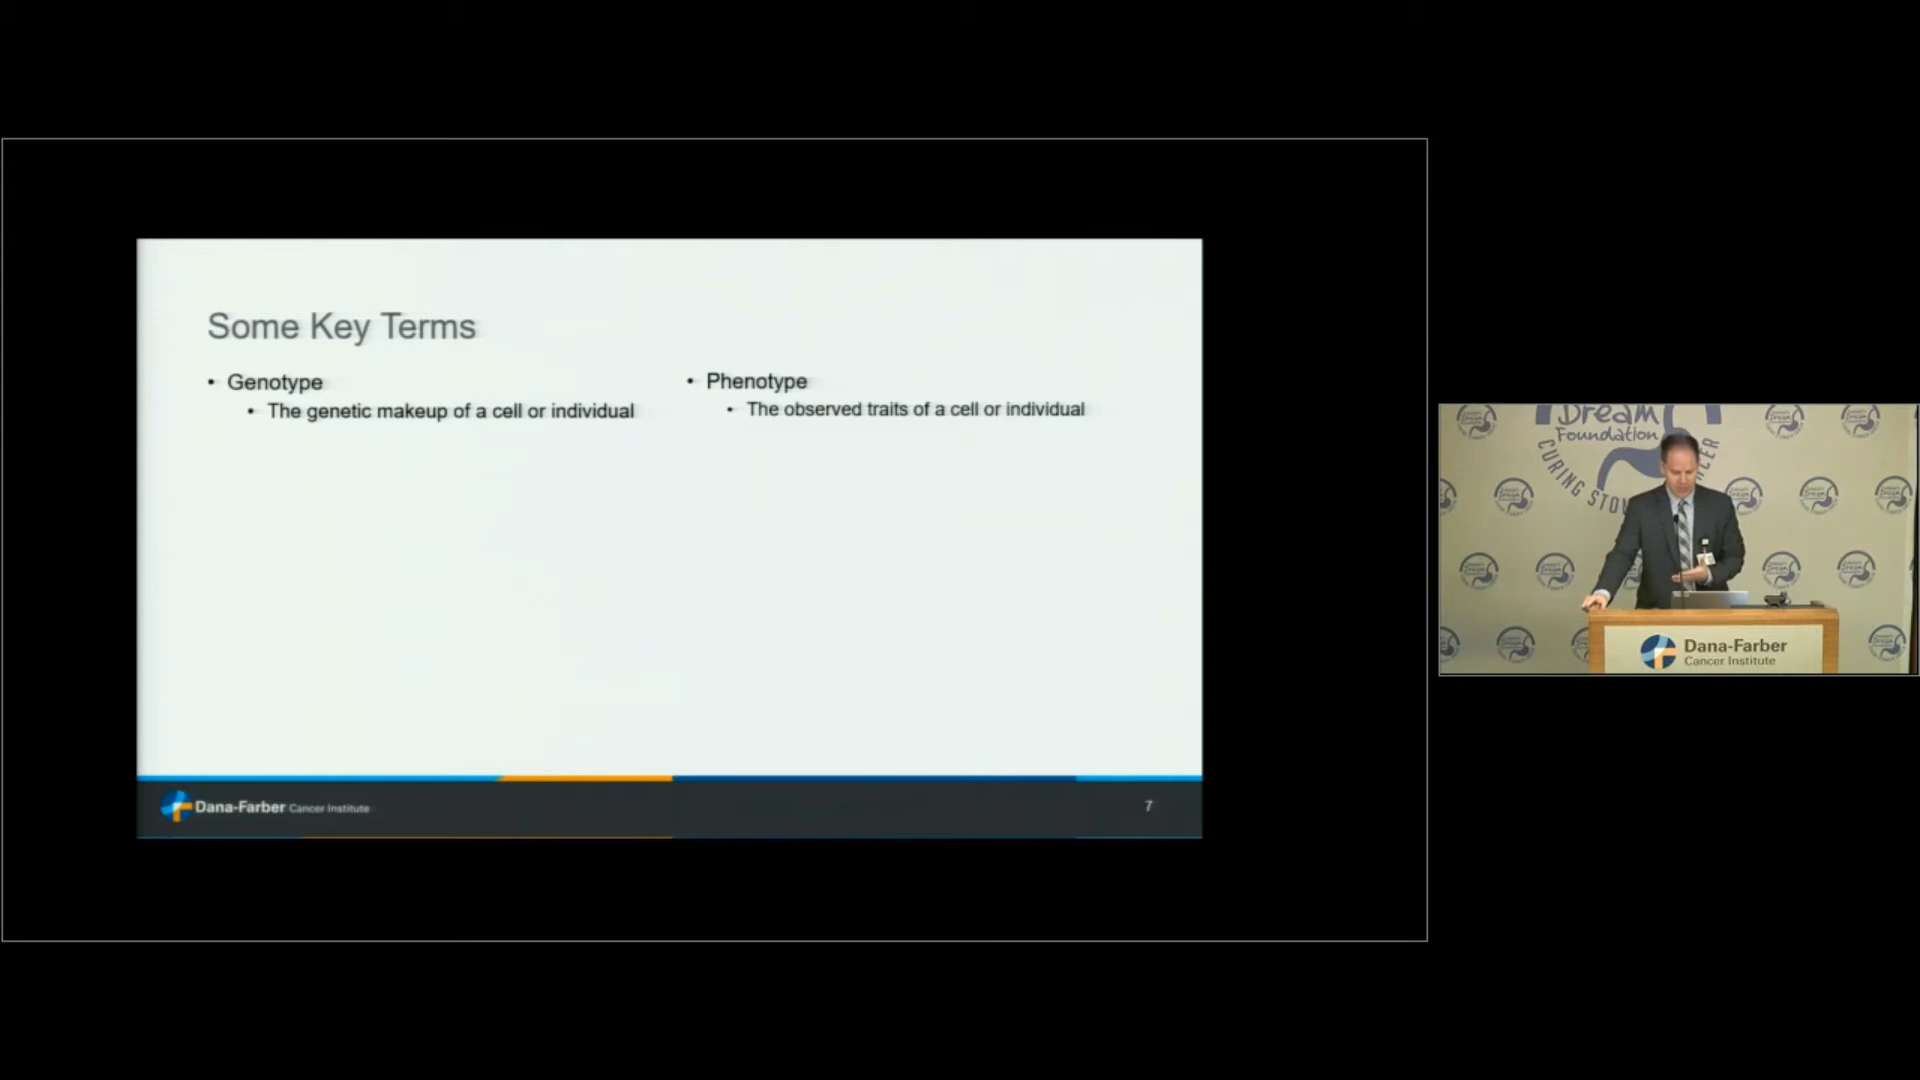 Some Key Terms
• Genotype
• The genetic makeup of a cell or individual
• Phenotype
• The observed traits of a cell or individual
Dana-Farber Cancer Institute
7
Dream
Foundation
CURING
Dana-Farber
Cancer Institute